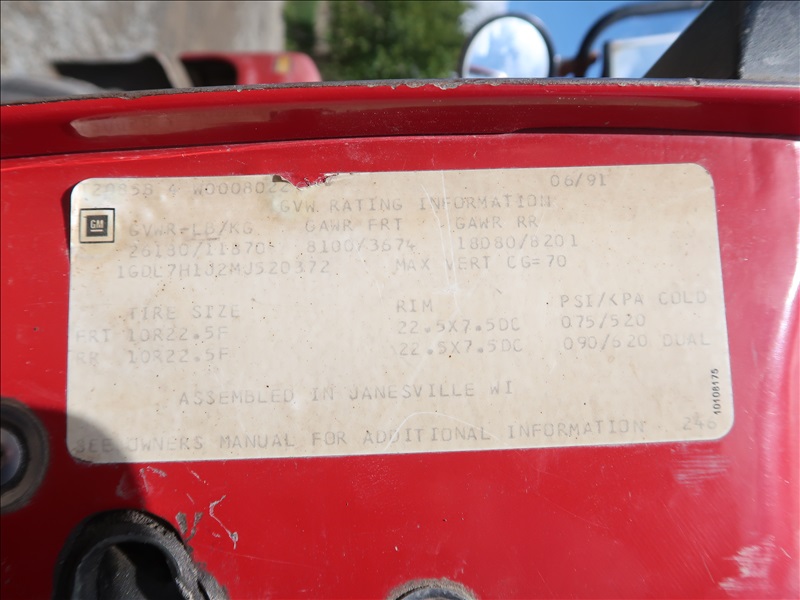 06/91
GVW RATING INFORMATION
GM
GVWR-LB/KG GAWR FRT GAWR RR
26180/11870 8100/3674 18080/8201
1GDL7H1J2MJ520372 MAX VERT CG=70
TIRE SIZE RIM PSI/KPA COLD
FRT 10R22.5F 22.5X7.5DC 075/520
RR 10R22.5F 22.5X7.5DC 090/620 DUAL
ASSEMBLED IN JANESVILLE WI
SEE OWNERS MANUAL FOR ADDITIONAL INFORMATION 246
10108175